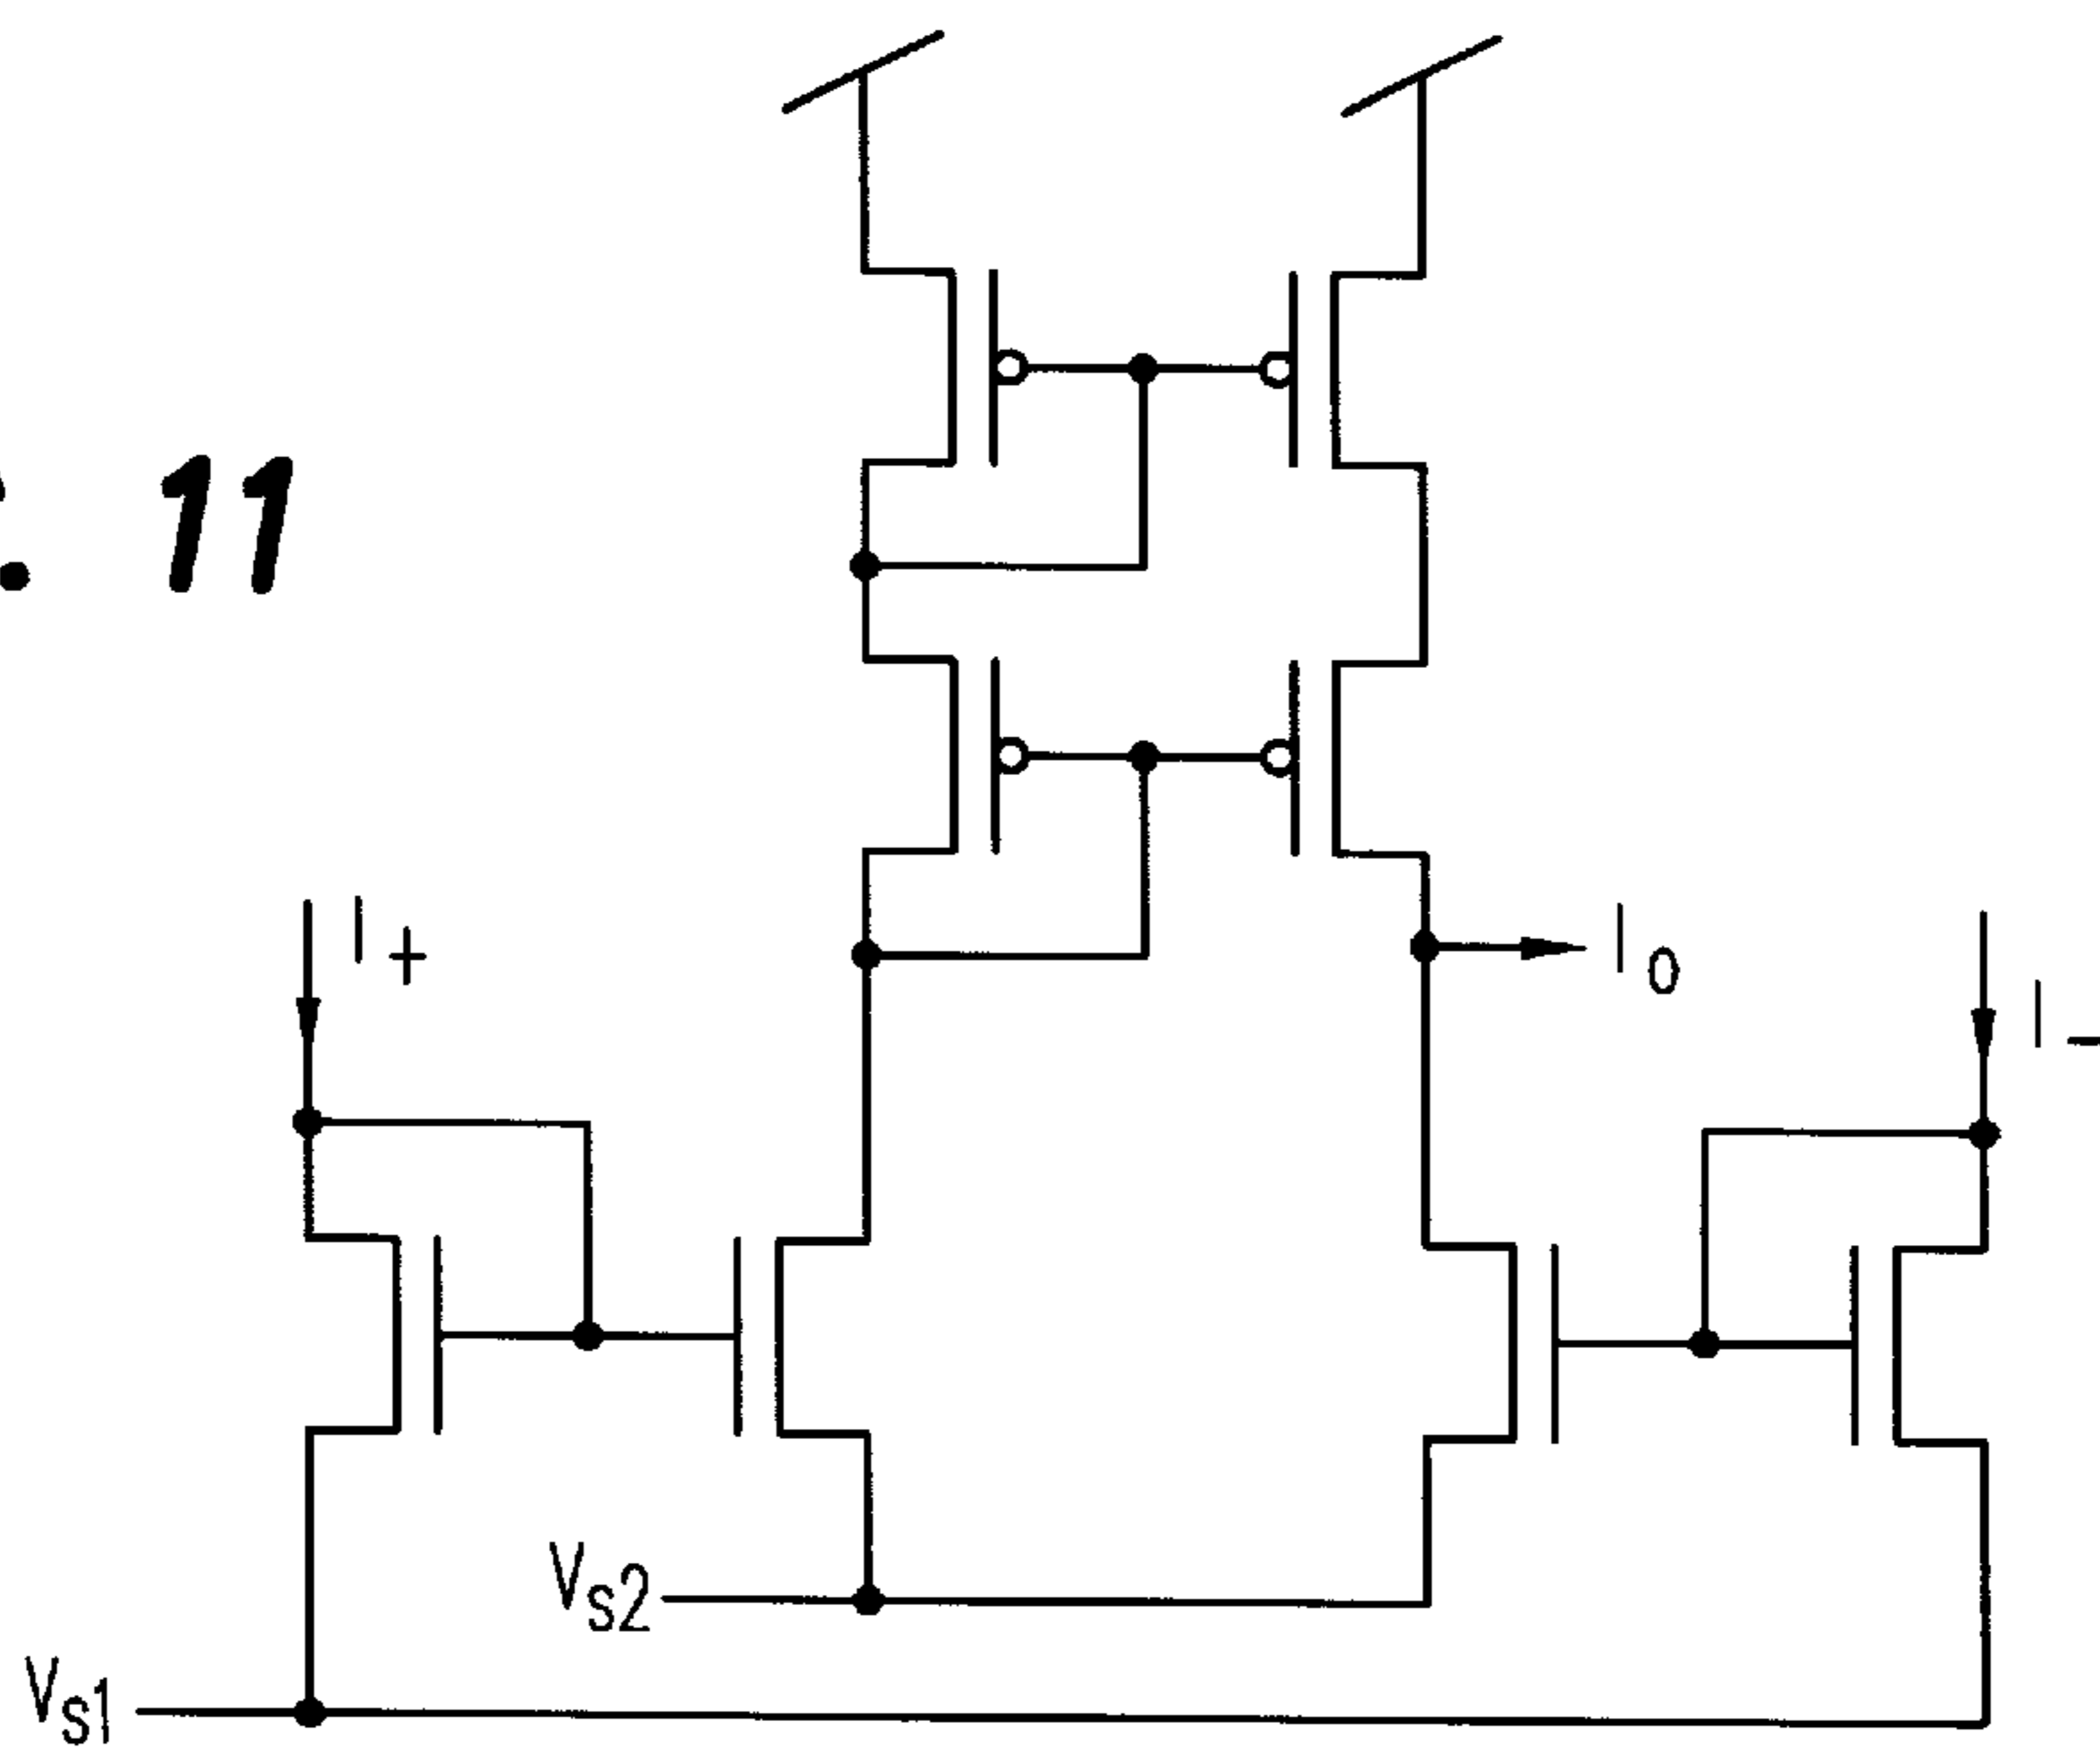 . 11
I+
Io
I-
Vs2
Vs1